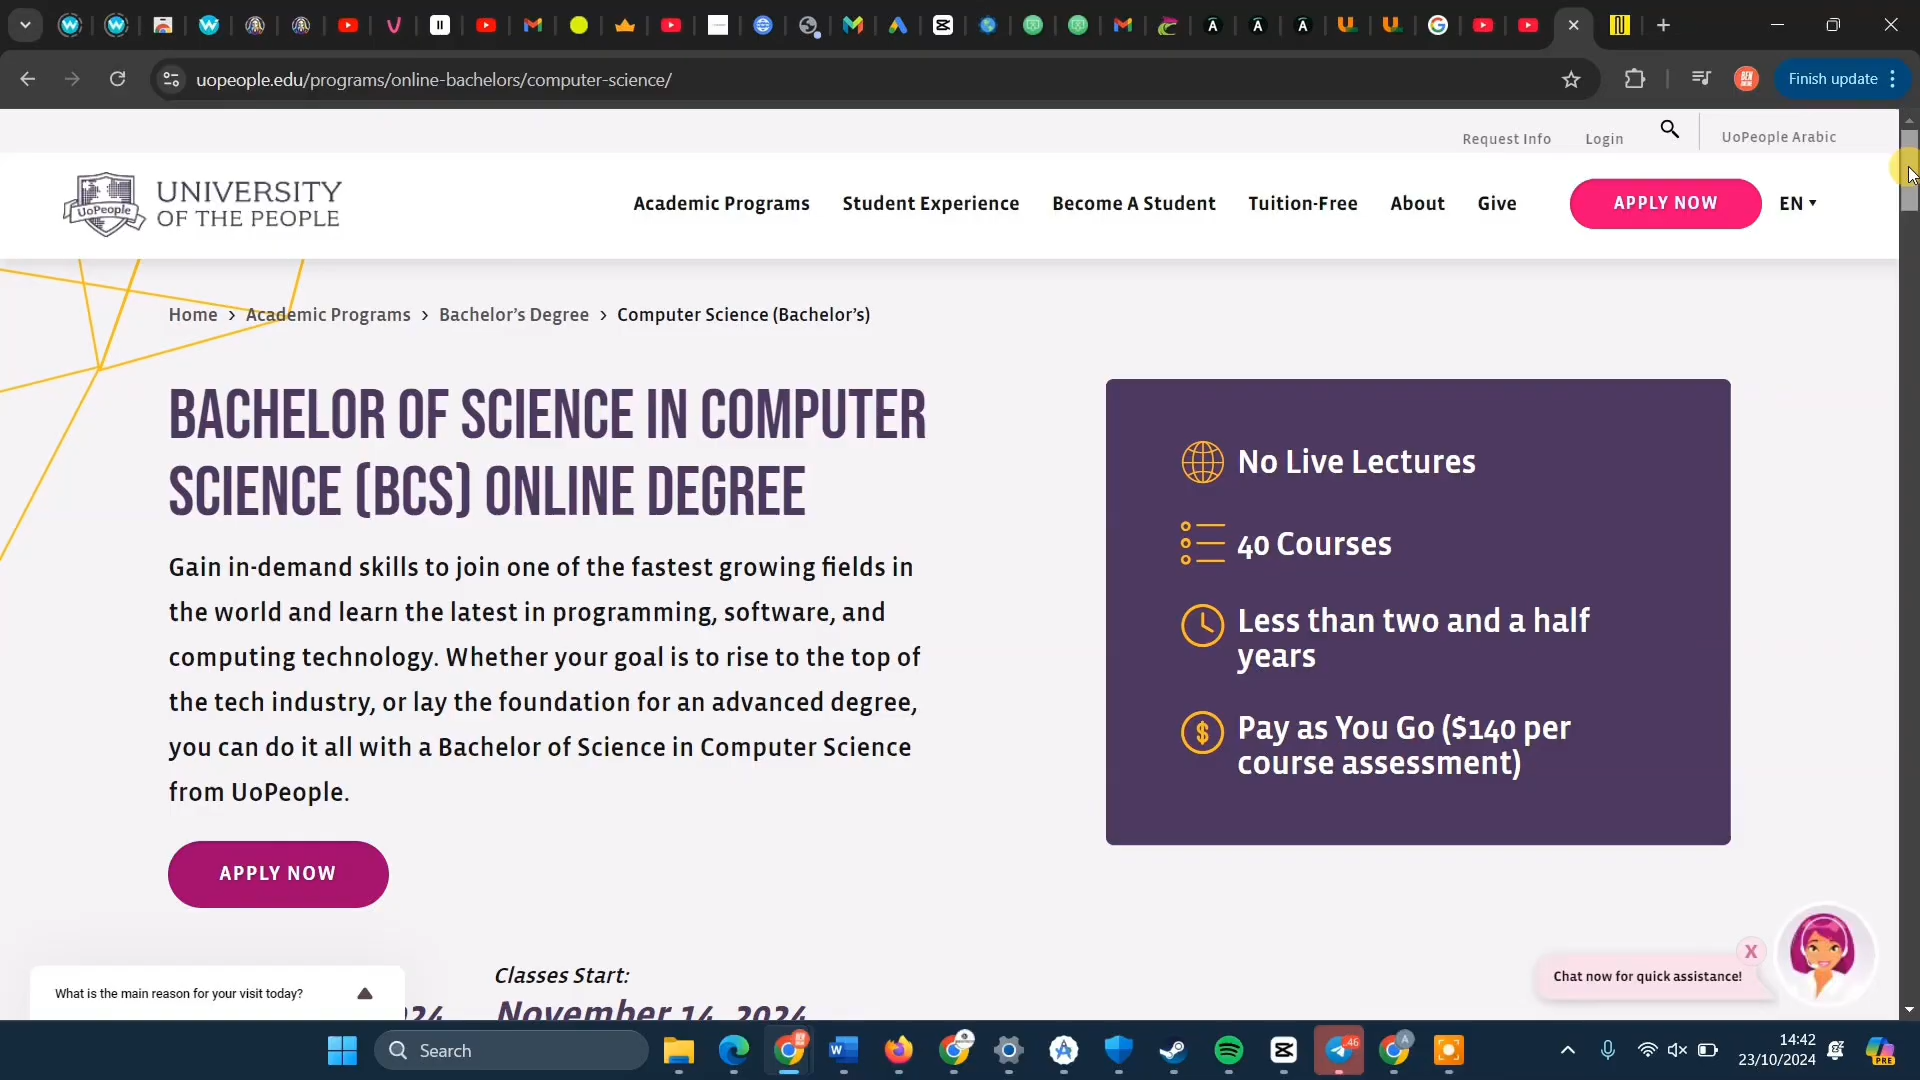 uopeople.edu/programs/online-bachelors/computer-science/
Finish update
Request Info
Login
UoPeople Arabic
UoPeople
UNIVERSITY
OF THE PEOPLE
Academic Programs
Student Experience
Become A Student
Tuition-Free
About
Give
APPLY NOW
EN
Home › Academic Programs › Bachelor's Degree › Computer Science (Bachelor's)
BACHELOR OF SCIENCE IN COMPUTER
SCIENCE (BCS) ONLINE DEGREE
Gain in-demand skills to join one of the fastest growing fields in
the world and learn the latest in programming, software, and
computing technology. Whether your goal is to rise to the top of
the tech industry, or lay the foundation for an advanced degree,
you can do it all with a Bachelor of Science in Computer Science
from UoPeople.
APPLY NOW
No Live Lectures
40 Courses
Less than two and a half
years
Pay as You Go ($140 per
course assessment)
Classes Start:
November 14, 2024
What is the main reason for your visit today?
X
Chat now for quick assistance!
Search
46
14:42
23/10/2024
PRE